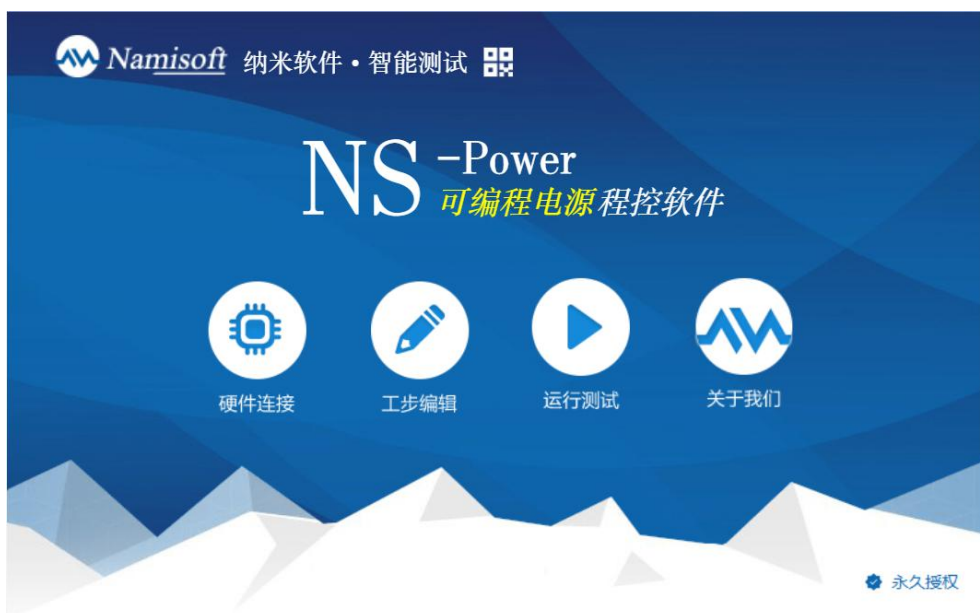 Namisoft 纳米软件·智能测试
NS-Power
可编程电源程控软件
硬件连接
工步编辑
运行测试
关于我们
永久授权